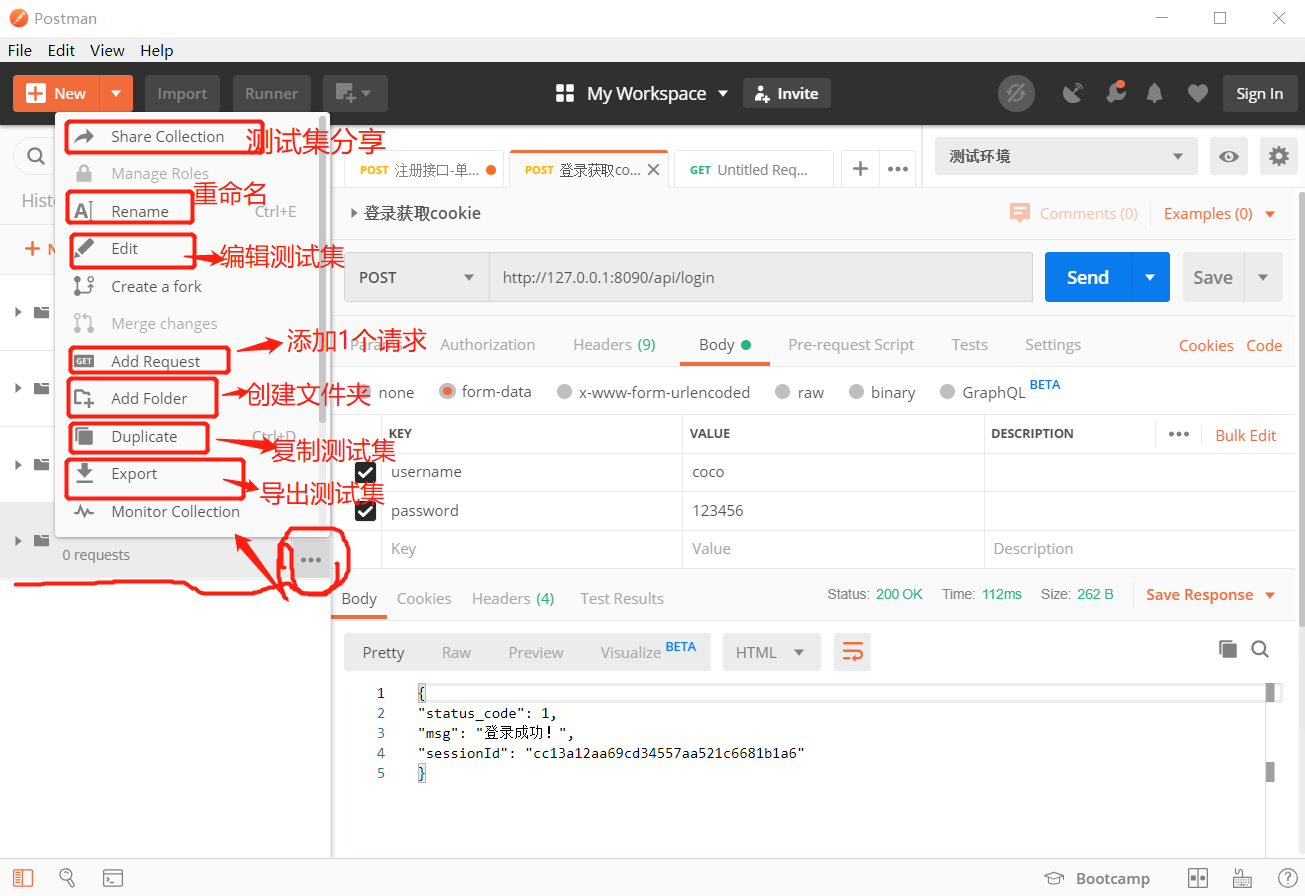 Postman
File Edit View Help
New Import Runner My Workspace Invite Sign In
Share Collection 测试集分享
Manage Roles
Rename 重命名 Ctrl+E
Edit 编辑测试集
Create a fork
Merge changes
Add Request 添加1个请求
Add Folder 创建文件夹
Duplicate Ctrl+D 复制测试集
Export 导出测试集
Monitor Collection
0 requests
POST 注册接口-单... POST 登录获取co... GET Untitled Req... 测试环境
登录获取cookie Comments (0) Examples (0)
POST http://127.0.0.1:8090/api/login Send Save
Params Authorization Headers (9) Body Pre-request Script Tests Settings Cookies Code
none form-data x-www-form-urlencoded raw binary GraphQL BETA
KEY VALUE DESCRIPTION Bulk Edit
username coco
password 123456
Key Value Description
Body Cookies Headers (4) Test Results Status: 200 OK Time: 112ms Size: 262 B Save Response
Pretty Raw Preview Visualize BETA HTML
1 {
2 "status_code": 1,
3 "msg": "登录成功！",
4 "sessionId": "cc13a12aa69cd34557aa521c6681b1a6"
5 }
Bootcamp